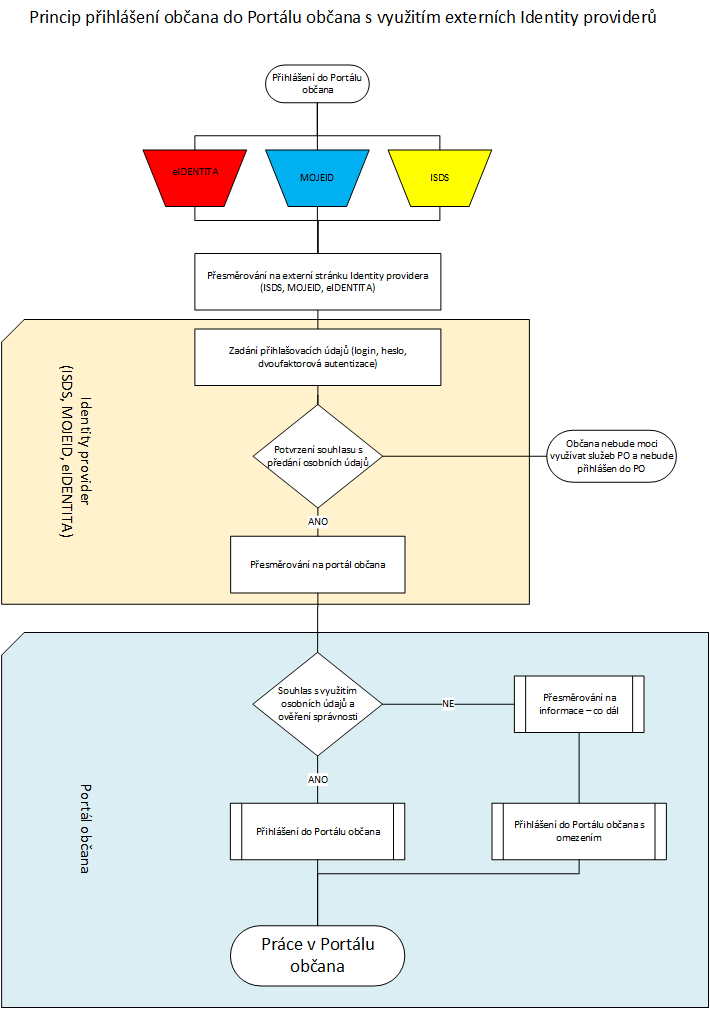 Princip přihlášení občana do Portálu občana s využitím externích Identity providerů
Přihlášení do Portálu
občana
eIDENTITA
MOJEID
ISDS
Přesměrování na externí stránku Identity providera
(ISDS, MOJEID, eIDENTITA)
Zadání přihlašovacích údajů (login, heslo,
dvoufaktorová autentizace)
Identity provider
(ISDS, MOJEID, eIDENTITA)
Potvrzení souhlasu s
předání osobních údajů
Občana nebude moci
využívat služeb PO a nebude
přihlášen do PO
ANO
Přesměrování na portál občana
Souhlas s využitím
osobních údajů a
ověření správnosti
NE
Přesměrování na
informace – co dál
ANO
Portál občana
Přihlášení do Portálu občana
Přihlášení do Portálu občana s
omezením
Práce v Portálu
občana